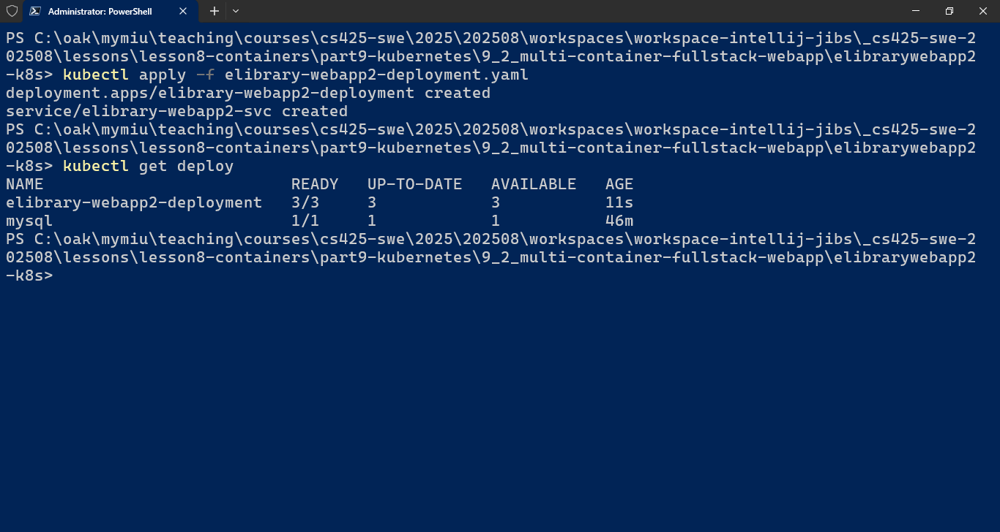 Administrator: PowerShell
PS C:\oak\mymiu\teaching\courses\cs425-swe\2025\202508\workspaces\workspace-intellij-jibs\_cs425-swe-2
02508\lessons\lesson8-containers\part9-kubernetes\9_2_multi-container-fullstack-webapp\elibrarywebapp2
-k8s> kubectl apply -f elibrary-webapp2-deployment.yaml
deployment.apps/elibrary-webapp2-deployment created
service/elibrary-webapp2-svc created
PS C:\oak\mymiu\teaching\courses\cs425-swe\2025\202508\workspaces\workspace-intellij-jibs\_cs425-swe-2
02508\lessons\lesson8-containers\part9-kubernetes\9_2_multi-container-fullstack-webapp\elibrarywebapp2
-k8s> kubectl get deploy
NAME                          READY   UP-TO-DATE   AVAILABLE   AGE
elibrary-webapp2-deployment   3/3     3            3           11s
mysql                         1/1     1            1           46m
PS C:\oak\mymiu\teaching\courses\cs425-swe\2025\202508\workspaces\workspace-intellij-jibs\_cs425-swe-2
02508\lessons\lesson8-containers\part9-kubernetes\9_2_multi-container-fullstack-webapp\elibrarywebapp2
-k8s>